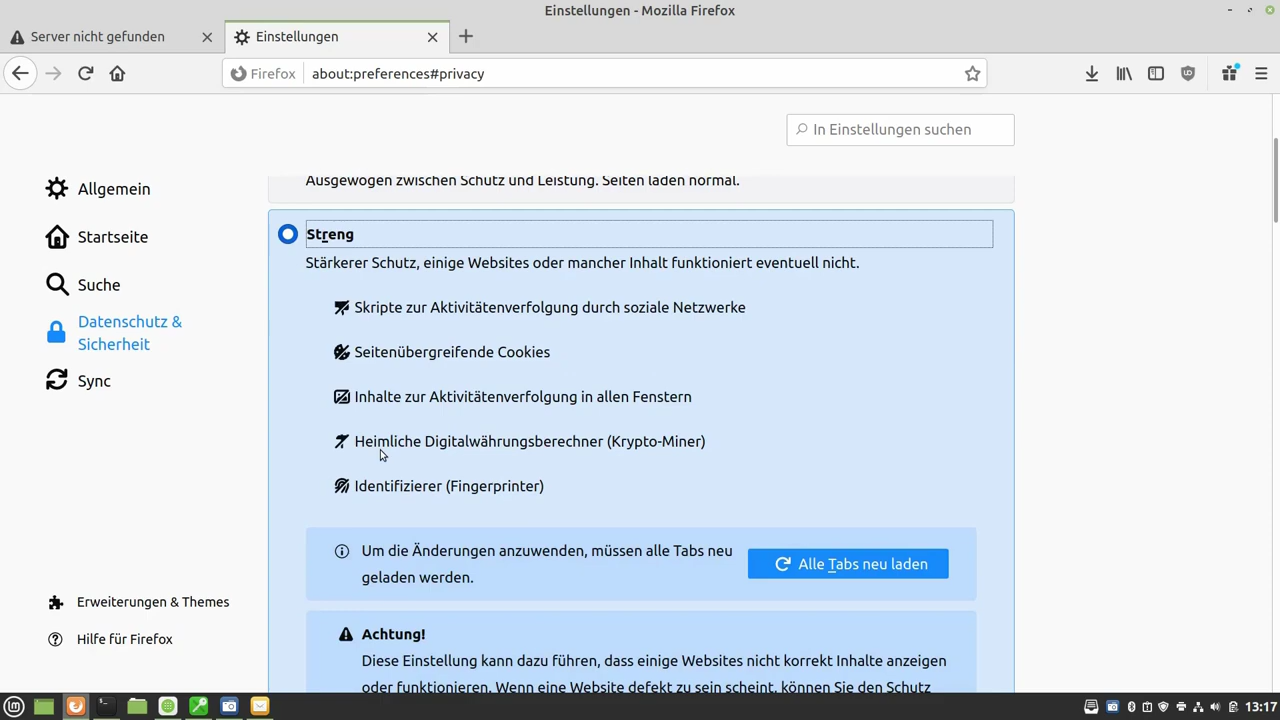 Einstellungen - Mozilla Firefox
Server nicht gefunden
Einstellungen
Firefox
about:preferences#privacy
In Einstellungen suchen
Allgemein
Startseite
Suche
Datenschutz &
Sicherheit
Sync
Erweiterungen & Themes
Hilfe für Firefox
Ausgewogen zwischen Schutz und Leistung. Seiten laden normal.
Streng
Stärkerer Schutz, einige Websites oder mancher Inhalt funktioniert eventuell nicht.
Skripte zur Aktivitätenverfolgung durch soziale Netzwerke
Seitenübergreifende Cookies
Inhalte zur Aktivitätenverfolgung in allen Fenstern
Heimliche Digitalwährungsberechner (Krypto-Miner)
Identifizierer (Fingerprinter)
Um die Änderungen anzuwenden, müssen alle Tabs neu
geladen werden.
Alle Tabs neu laden
Achtung!
Diese Einstellung kann dazu führen, dass einige Websites nicht korrekt Inhalte anzeigen
oder funktionieren. Wenn eine Website defekt zu sein scheint, können Sie den Schutz
13:17